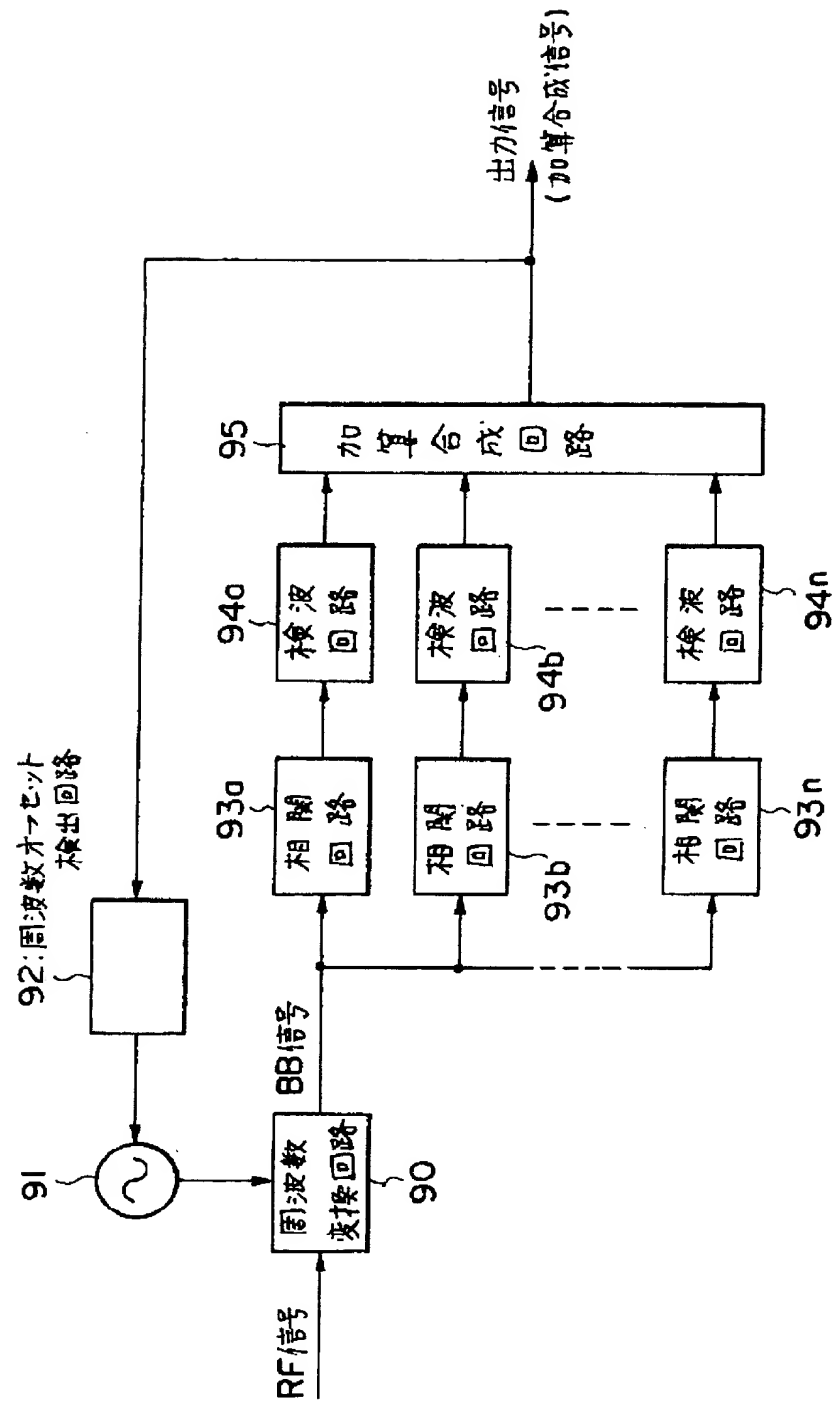 92:周波数オフセット
検出回路
91
出力信号
(加算合成信号)
RF信号
周波数
変換回路
90
BB信号
93a
相関
回路
94a
検波
回路
95
加算合成回路
相関
回路
93b
検波
回路
94b
相関
回路
93n
検波
回路
94n